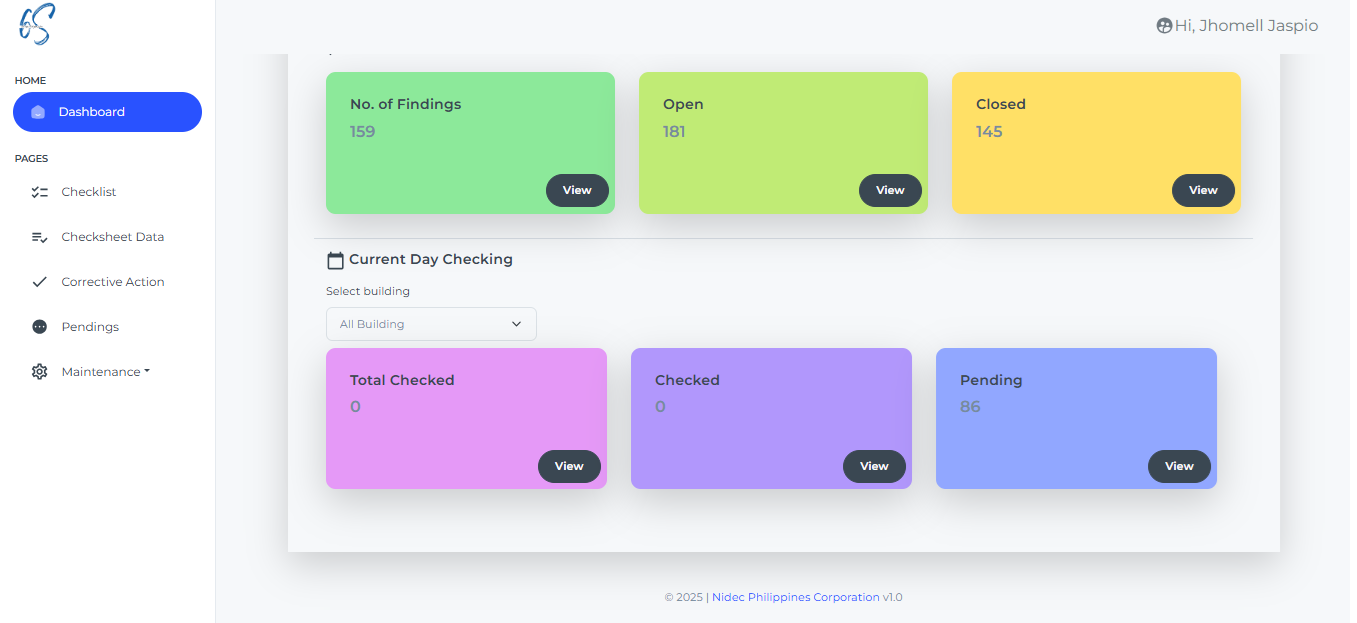 6S
Hi, Jhomell Jaspio
HOME
Dashboard
PAGES
Checklist
Checksheet Data
Corrective Action
Pendings
Maintenance
No. of Findings
159
View
Open
181
View
Closed
145
View
Current Day Checking
Select building
All Building
Total Checked
0
View
Checked
0
View
Pending
86
View
© 2025 | Nidec Philippines Corporation v1.0